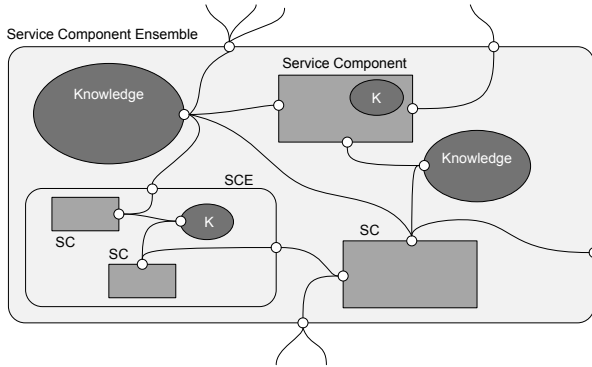 Service Component Ensemble
Service Component
Knowledge
K
Knowledge
SCE
SC
K
SC
SC